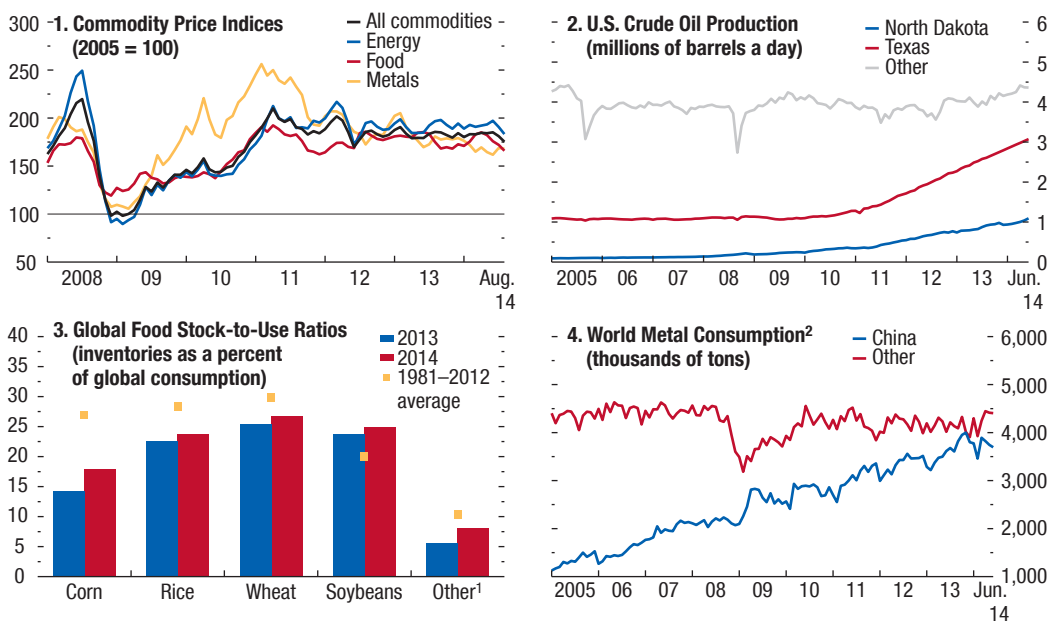 1. Commodity Price Indices
(2005 = 100)
All commodities
Energy
Food
Metals
300
250
200
150
100
50
2008
09
10
11
12
13
Aug.
14
2. U.S. Crude Oil Production
(millions of barrels a day)
North Dakota
Texas
Other
6
5
4
3
2
1
0
2005
06
07
08
09
10
11
12
13
Jun.
14
3. Global Food Stock-to-Use Ratios
(inventories as a percent
of global consumption)
2013
2014
1981–2012
average
40
35
30
25
20
15
10
5
0
Corn
Rice
Wheat
Soybeans
Other¹
4. World Metal Consumption²
(thousands of tons)
China
Other
6,000
5,000
4,000
3,000
2,000
1,000
2005
06
07
08
09
10
11
12
13
Jun.
14